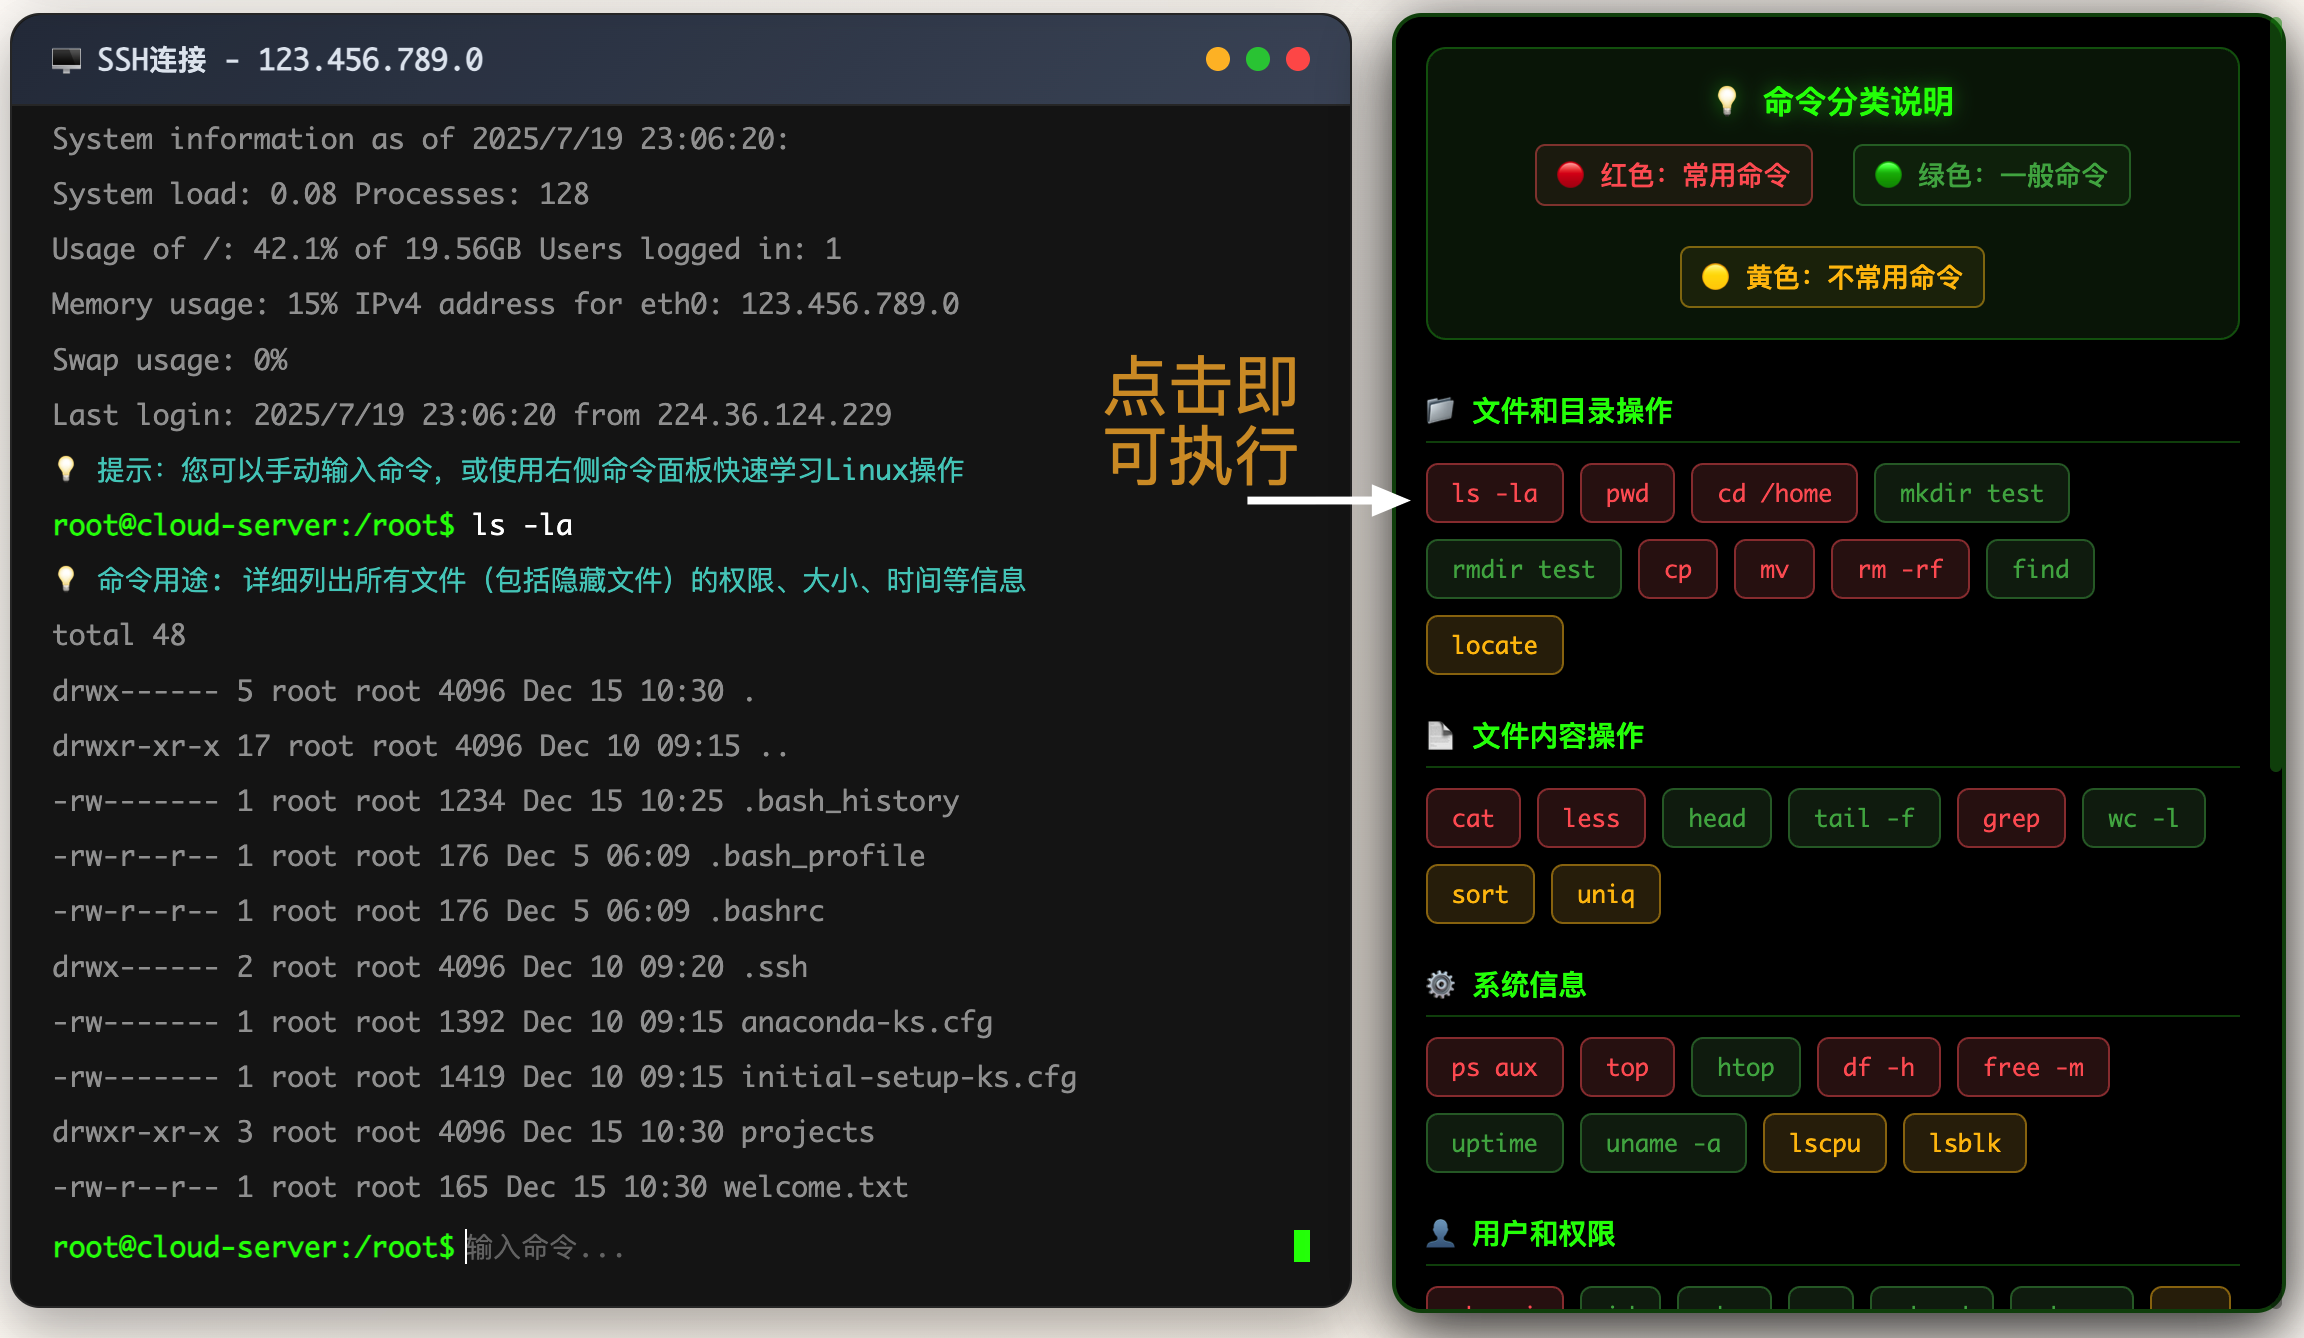 SSH连接 - 123.456.789.0
System information as of 2025/7/19 23:06:20:
System load: 0.08 Processes: 128
Usage of /: 42.1% of 19.56GB Users logged in: 1
Memory usage: 15% IPv4 address for eth0: 123.456.789.0
Swap usage: 0%
Last login: 2025/7/19 23:06:20 from 224.36.124.229
提示：您可以手动输入命令，或使用右侧命令面板快速学习Linux操作
root@cloud-server:/root$ ls -la
命令用途：详细列出所有文件（包括隐藏文件）的权限、大小、时间等信息
total 48
drwx------ 5 root root 4096 Dec 15 10:30 .
drwxr-xr-x 17 root root 4096 Dec 10 09:15 ..
-rw------- 1 root root 1234 Dec 15 10:25 .bash_history
-rw-r--r-- 1 root root 176 Dec 5 06:09 .bash_profile
-rw-r--r-- 1 root root 176 Dec 5 06:09 .bashrc
drwx------ 2 root root 4096 Dec 10 09:20 .ssh
-rw------- 1 root root 1392 Dec 10 09:15 anaconda-ks.cfg
-rw------- 1 root root 1419 Dec 10 09:15 initial-setup-ks.cfg
drwxr-xr-x 3 root root 4096 Dec 15 10:30 projects
-rw-r--r-- 1 root root 165 Dec 15 10:30 welcome.txt
root@cloud-server:/root$ 输入命令...
点击即
可执行
命令分类说明
红色：常用命令 绿色：一般命令
黄色：不常用命令
文件和目录操作
ls -la pwd cd /home mkdir test
rmdir test cp mv rm -rf find
locate
文件内容操作
cat less head tail -f grep wc -l
sort uniq
系统信息
ps aux top htop df -h free -m
uptime uname -a lscpu lsblk
用户和权限